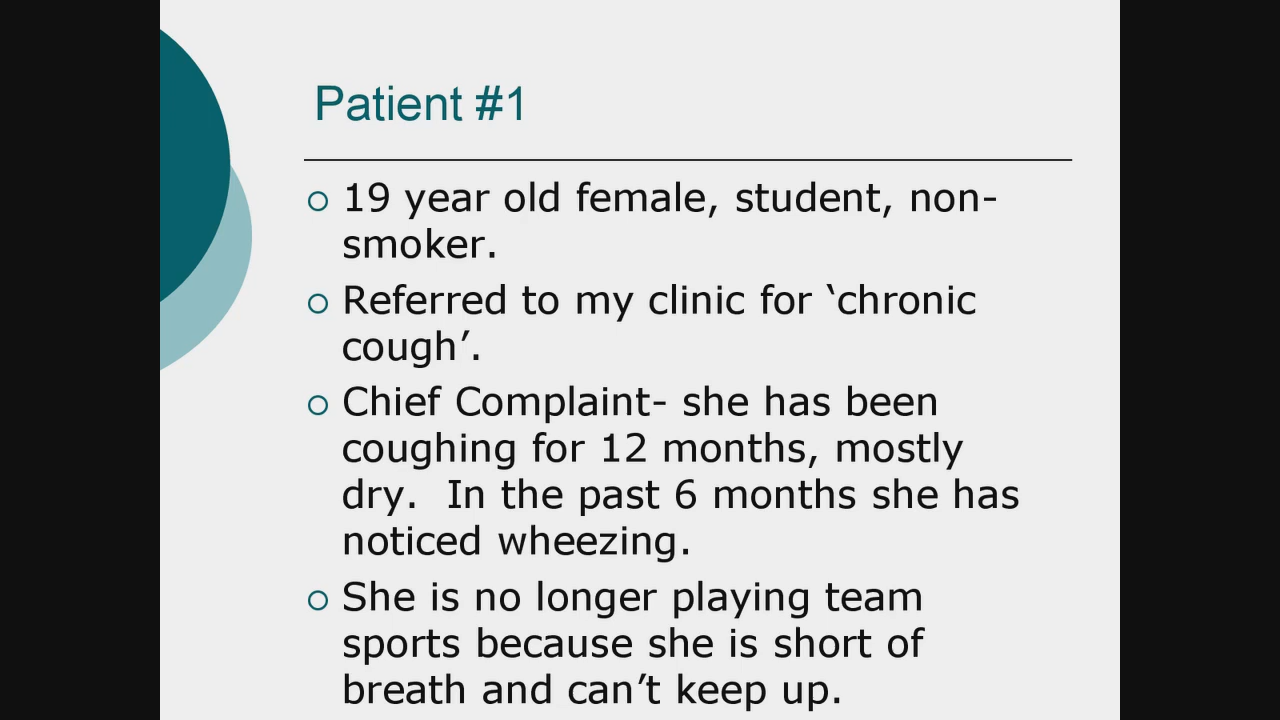 Patient #1
19 year old female, student, non-
smoker.
Referred to my clinic for ‘chronic
cough’.
Chief Complaint- she has been
coughing for 12 months, mostly
dry.  In the past 6 months she has
noticed wheezing.
She is no longer playing team
sports because she is short of
breath and can’t keep up.